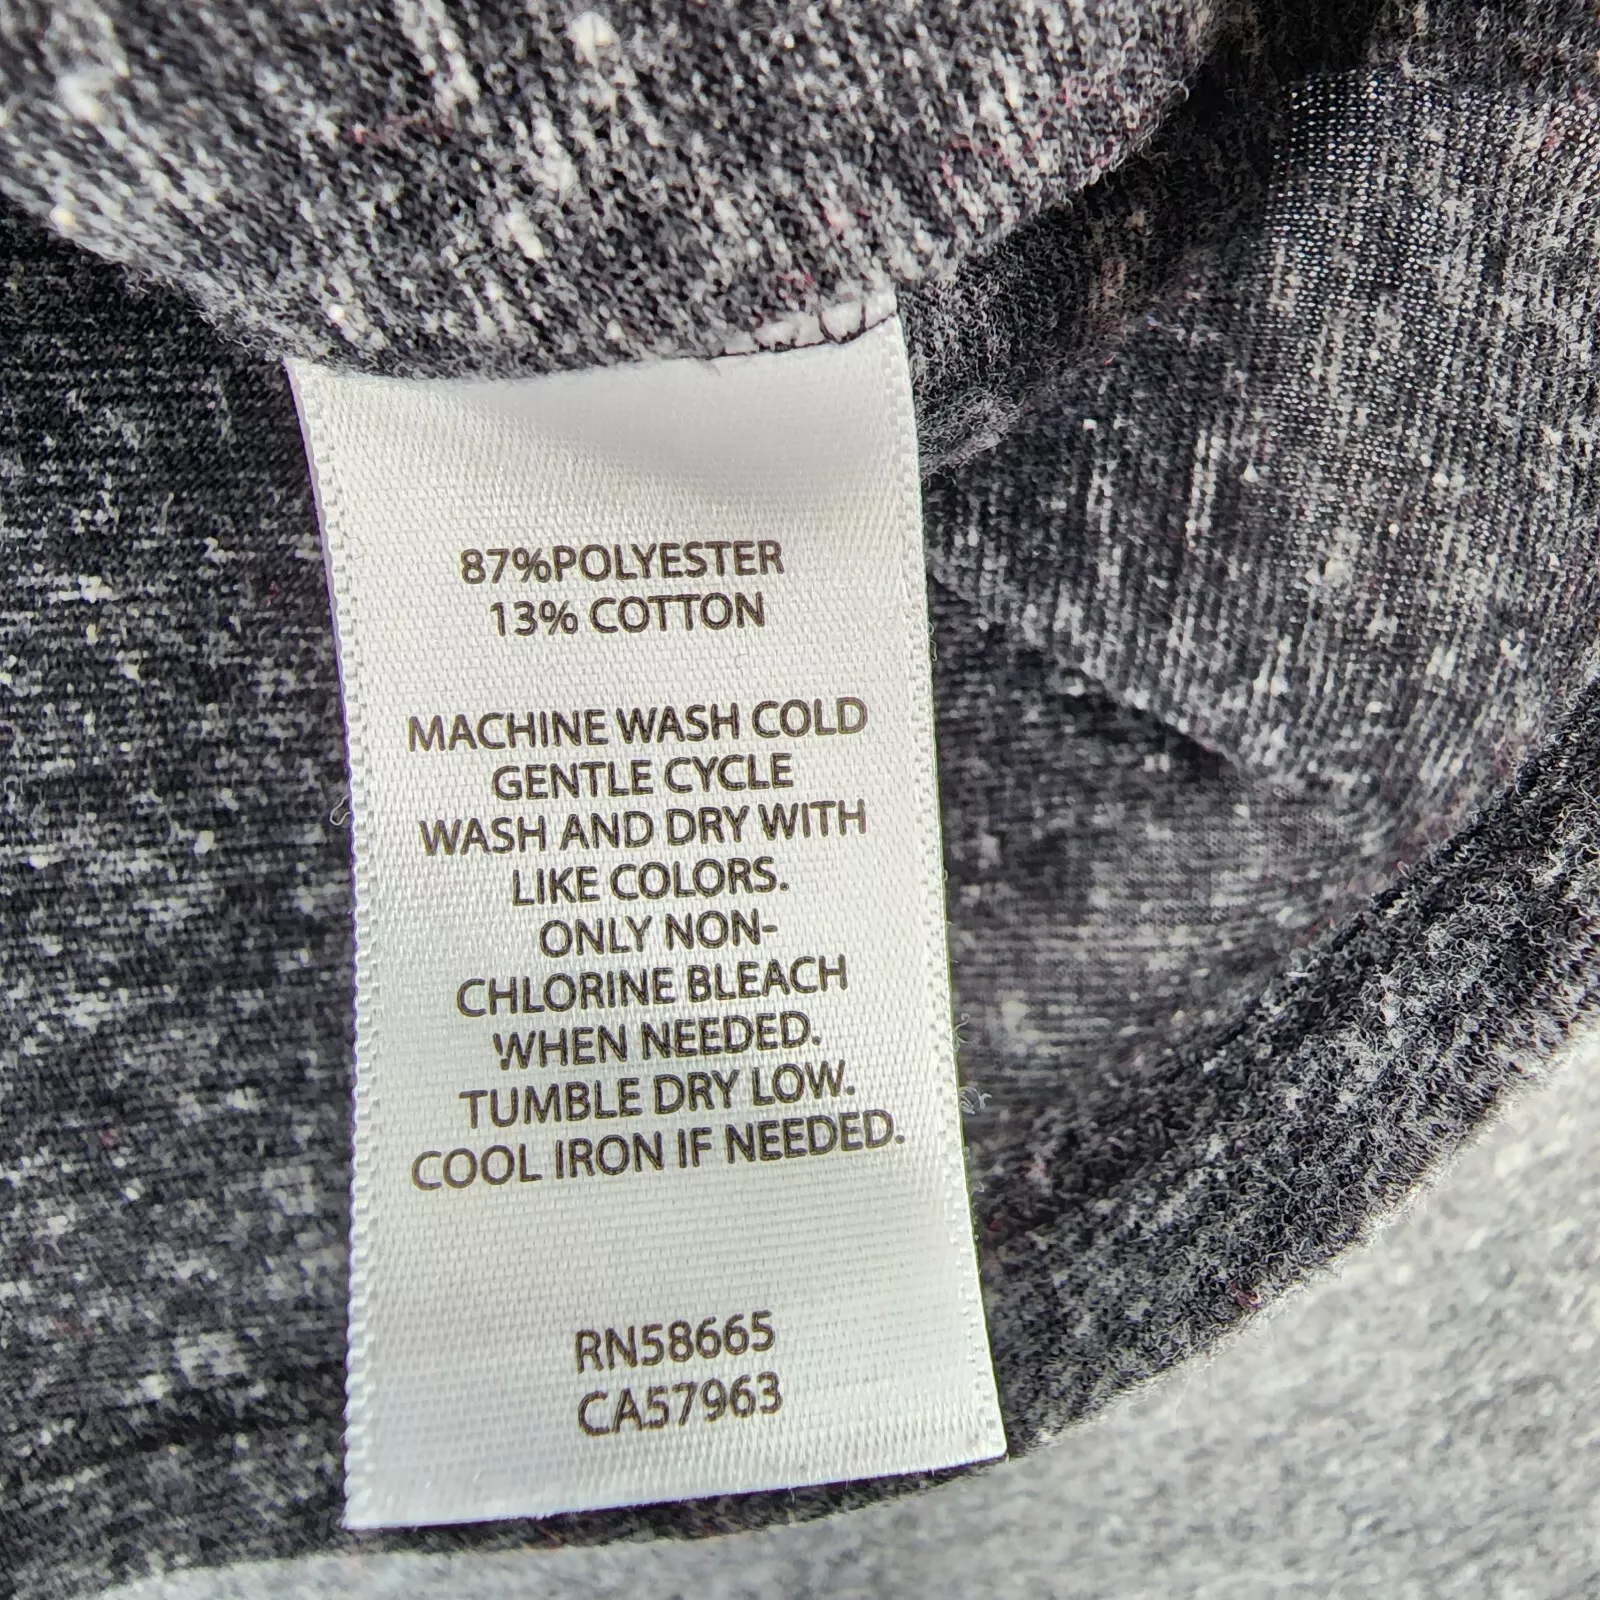 87%POLYESTER
13% COTTON
MACHINE WASH COLD
GENTLE CYCLE
WASH AND DRY WITH
LIKE COLORS.
ONLY NON-
CHLORINE BLEACH
WHEN NEEDED.
TUMBLE DRY LOW.
COOL IRON IF NEEDED.
RN58665
CA57963